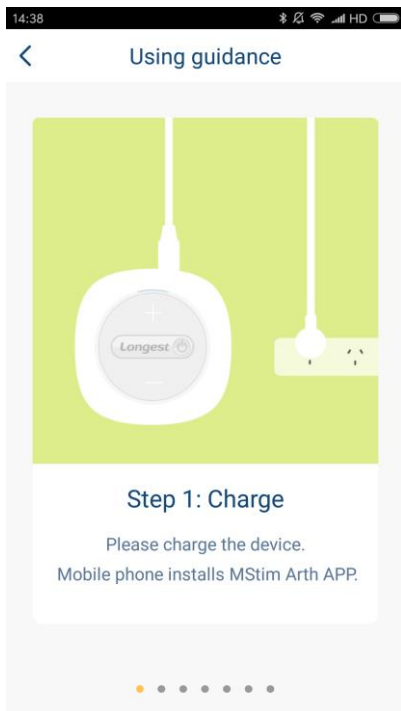 14:38 HD
Using guidance
Longest
Step 1: Charge
Please charge the device.
Mobile phone installs MStim Arth APP.